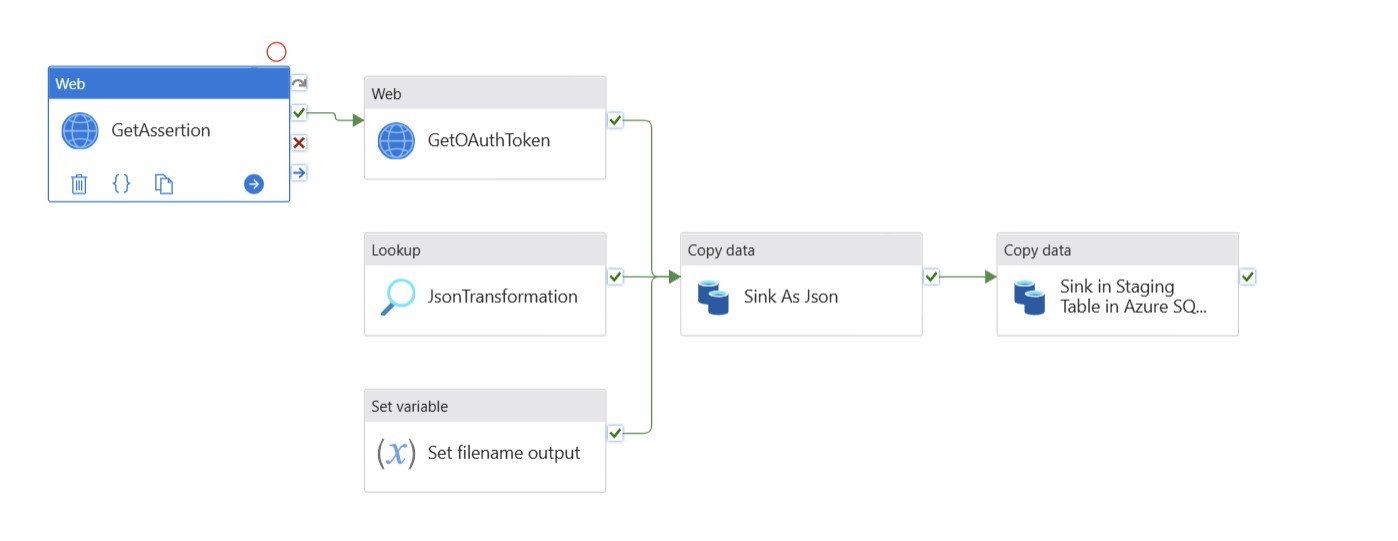 Web
GetAssertion
Web
GetOAuthToken
Lookup
JsonTransformation
Copy data
Sink As Json
Copy data
Sink in Staging
Table in Azure SQ...
Set variable
(x) Set filename output